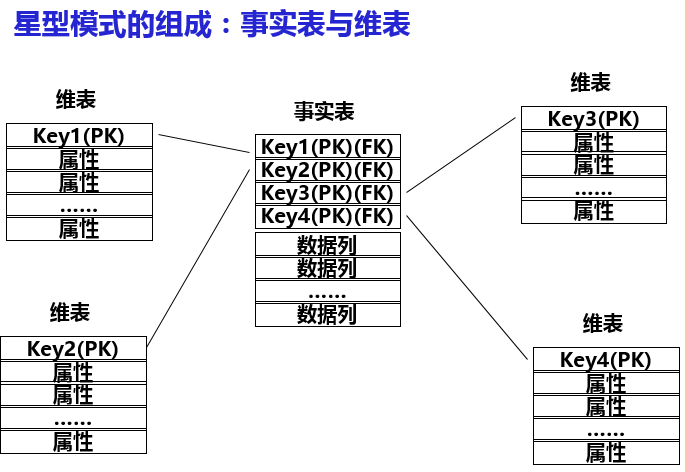 星型模式的组成：事实表与维表
维表
Key1(PK)
属性
属性
……
属性
事实表
Key1(PK)(FK)
Key2(PK)(FK)
Key3(PK)(FK)
Key4(PK)(FK)
数据列
数据列
……
数据列
维表
Key3(PK)
属性
属性
……
属性
维表
Key2(PK)
属性
属性
……
属性
维表
Key4(PK)
属性
属性
……
属性